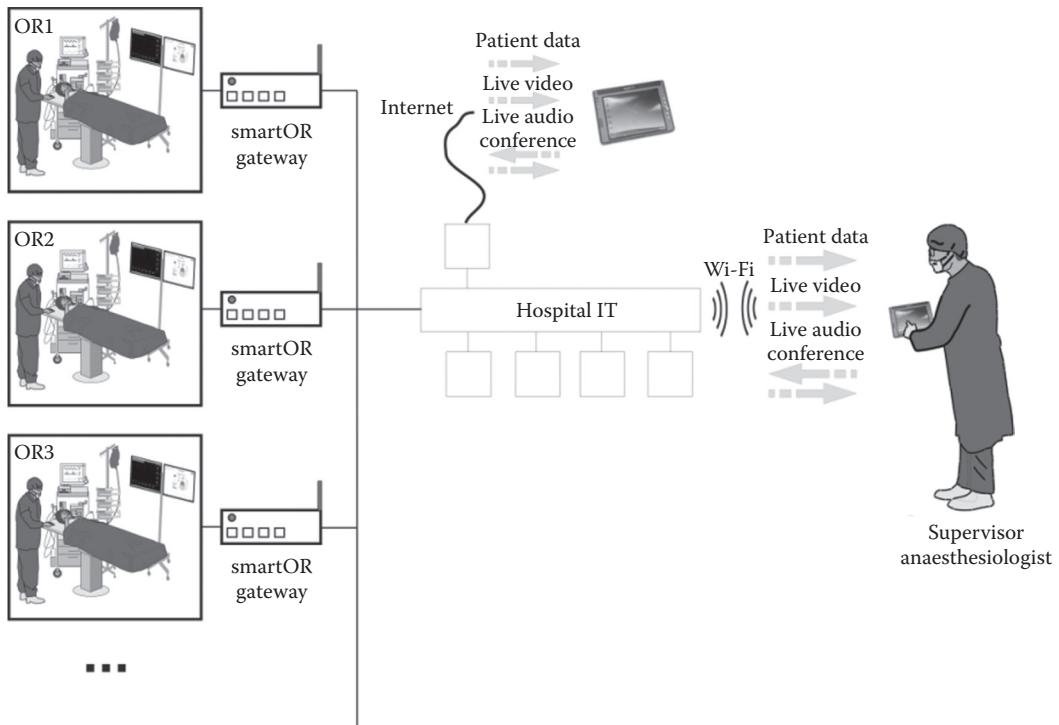 OR1
smartOR
gateway
Internet
Patient data
Live video
Live audio
conference
OR2
smartOR
gateway
Hospital IT
Wi-Fi
Patient data
Live video
Live audio
conference
OR3
smartOR
gateway
Supervisor
anaesthesiologist